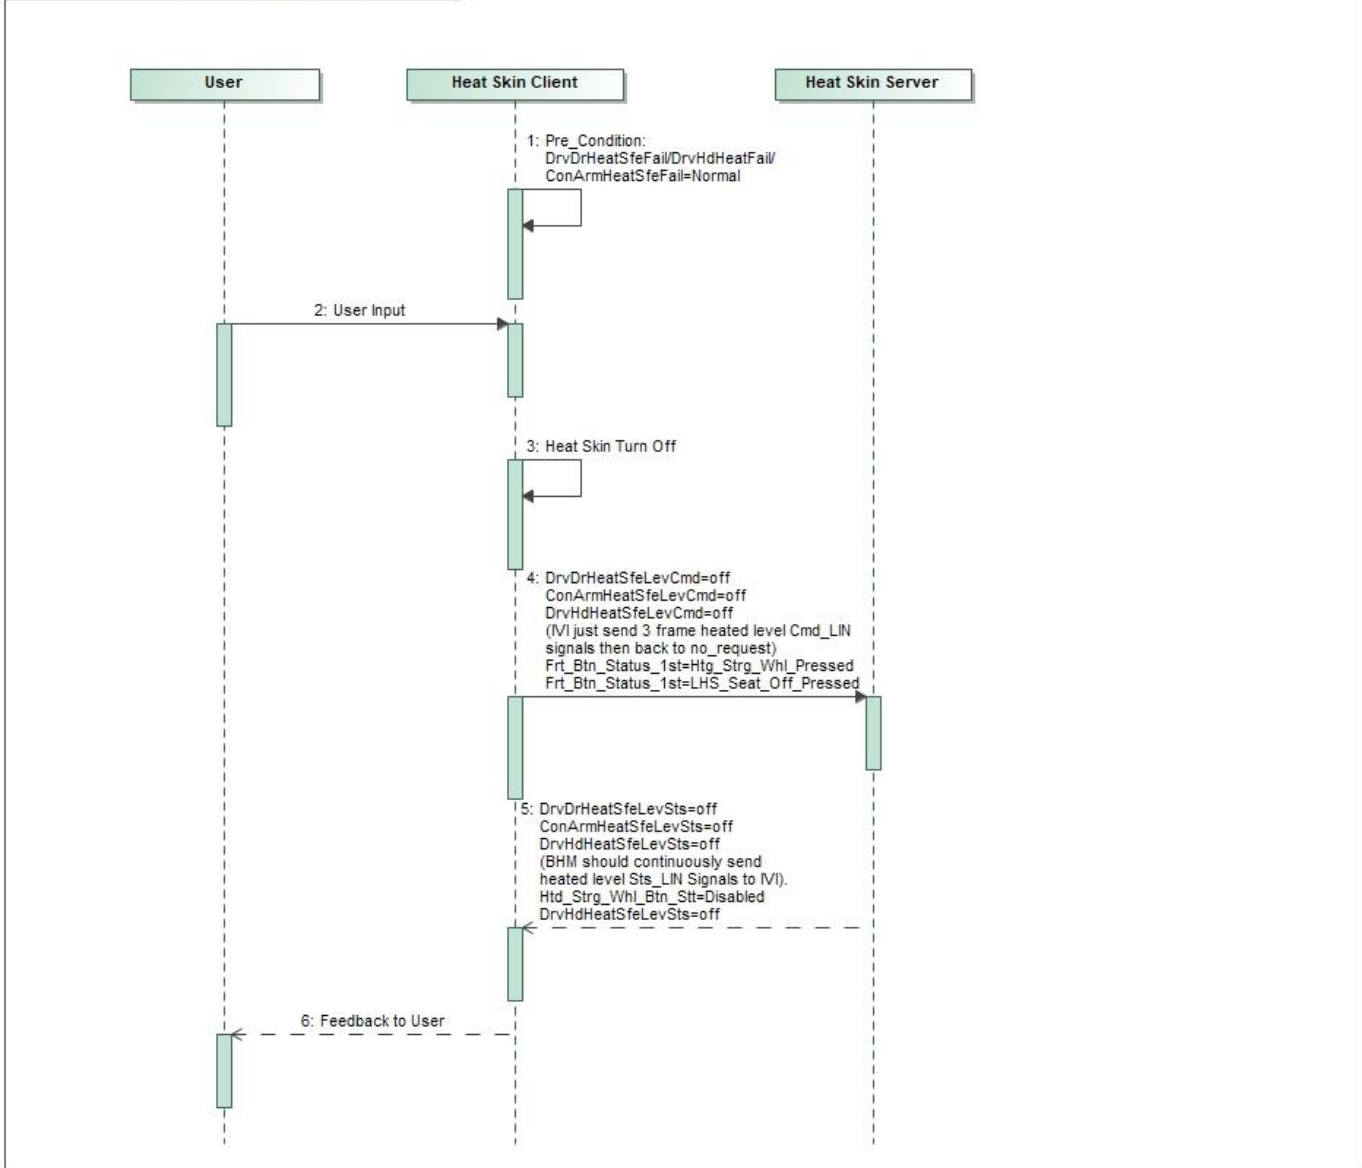 User
Heat Skin Client
Heat Skin Server
1: Pre_Condition:
DrvDrHeatSfeFail/DrvHdHeatFail/
ConArmHeatSfeFail=Normal
2: User Input
3: Heat Skin Turn Off
4: DrvDrHeatSfeLevCmd=off
ConArmHeatSfeLevCmd=off
DrvHdHeatSfeLevCmd=off
(IVI just send 3 frame heated level Cmd_LIN
signals then back to no_request)
Frt_Btn_Status_1st=Htg_Strg_Whl_Pressed
Frt_Btn_Status_1st=LHS_Seat_Off_Pressed
5: DrvDrHeatSfeLevSts=off
ConArmHeatSfeLevSts=off
DrvHdHeatSfeLevSts=off
(BHM should continuously send
heated level Sts_LIN Signals to IVI).
Htd_Strg_Whl_Btn_Stt=Disabled
DrvHdHeatSfeLevSts=off
6: Feedback to User